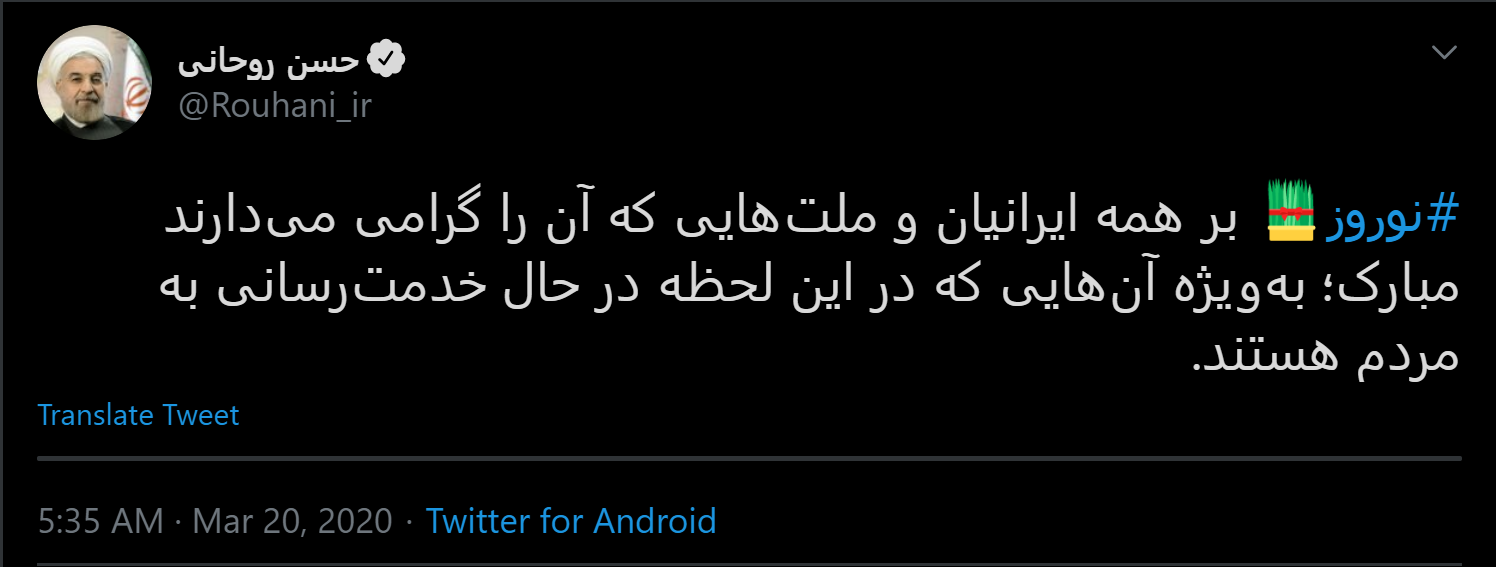 حسن روحانی
@Rouhani_ir
#نوروز بر همه ایرانیان و ملت‌هایی که آن را گرامی می‌دارند
مبارک؛ به‌ویژه آن‌هایی که در این لحظه در حال خدمت‌رسانی به
مردم هستند.
Translate Tweet
5:35 AM · Mar 20, 2020 · Twitter for Android